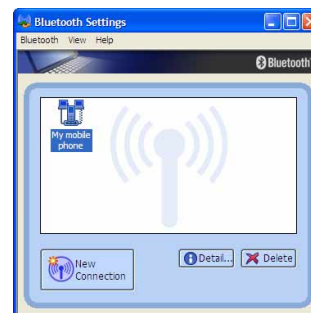 Bluetooth Settings
Bluetooth View Help
Bluetooth
My mobile
phone
New
Connection
Detail...
Delete